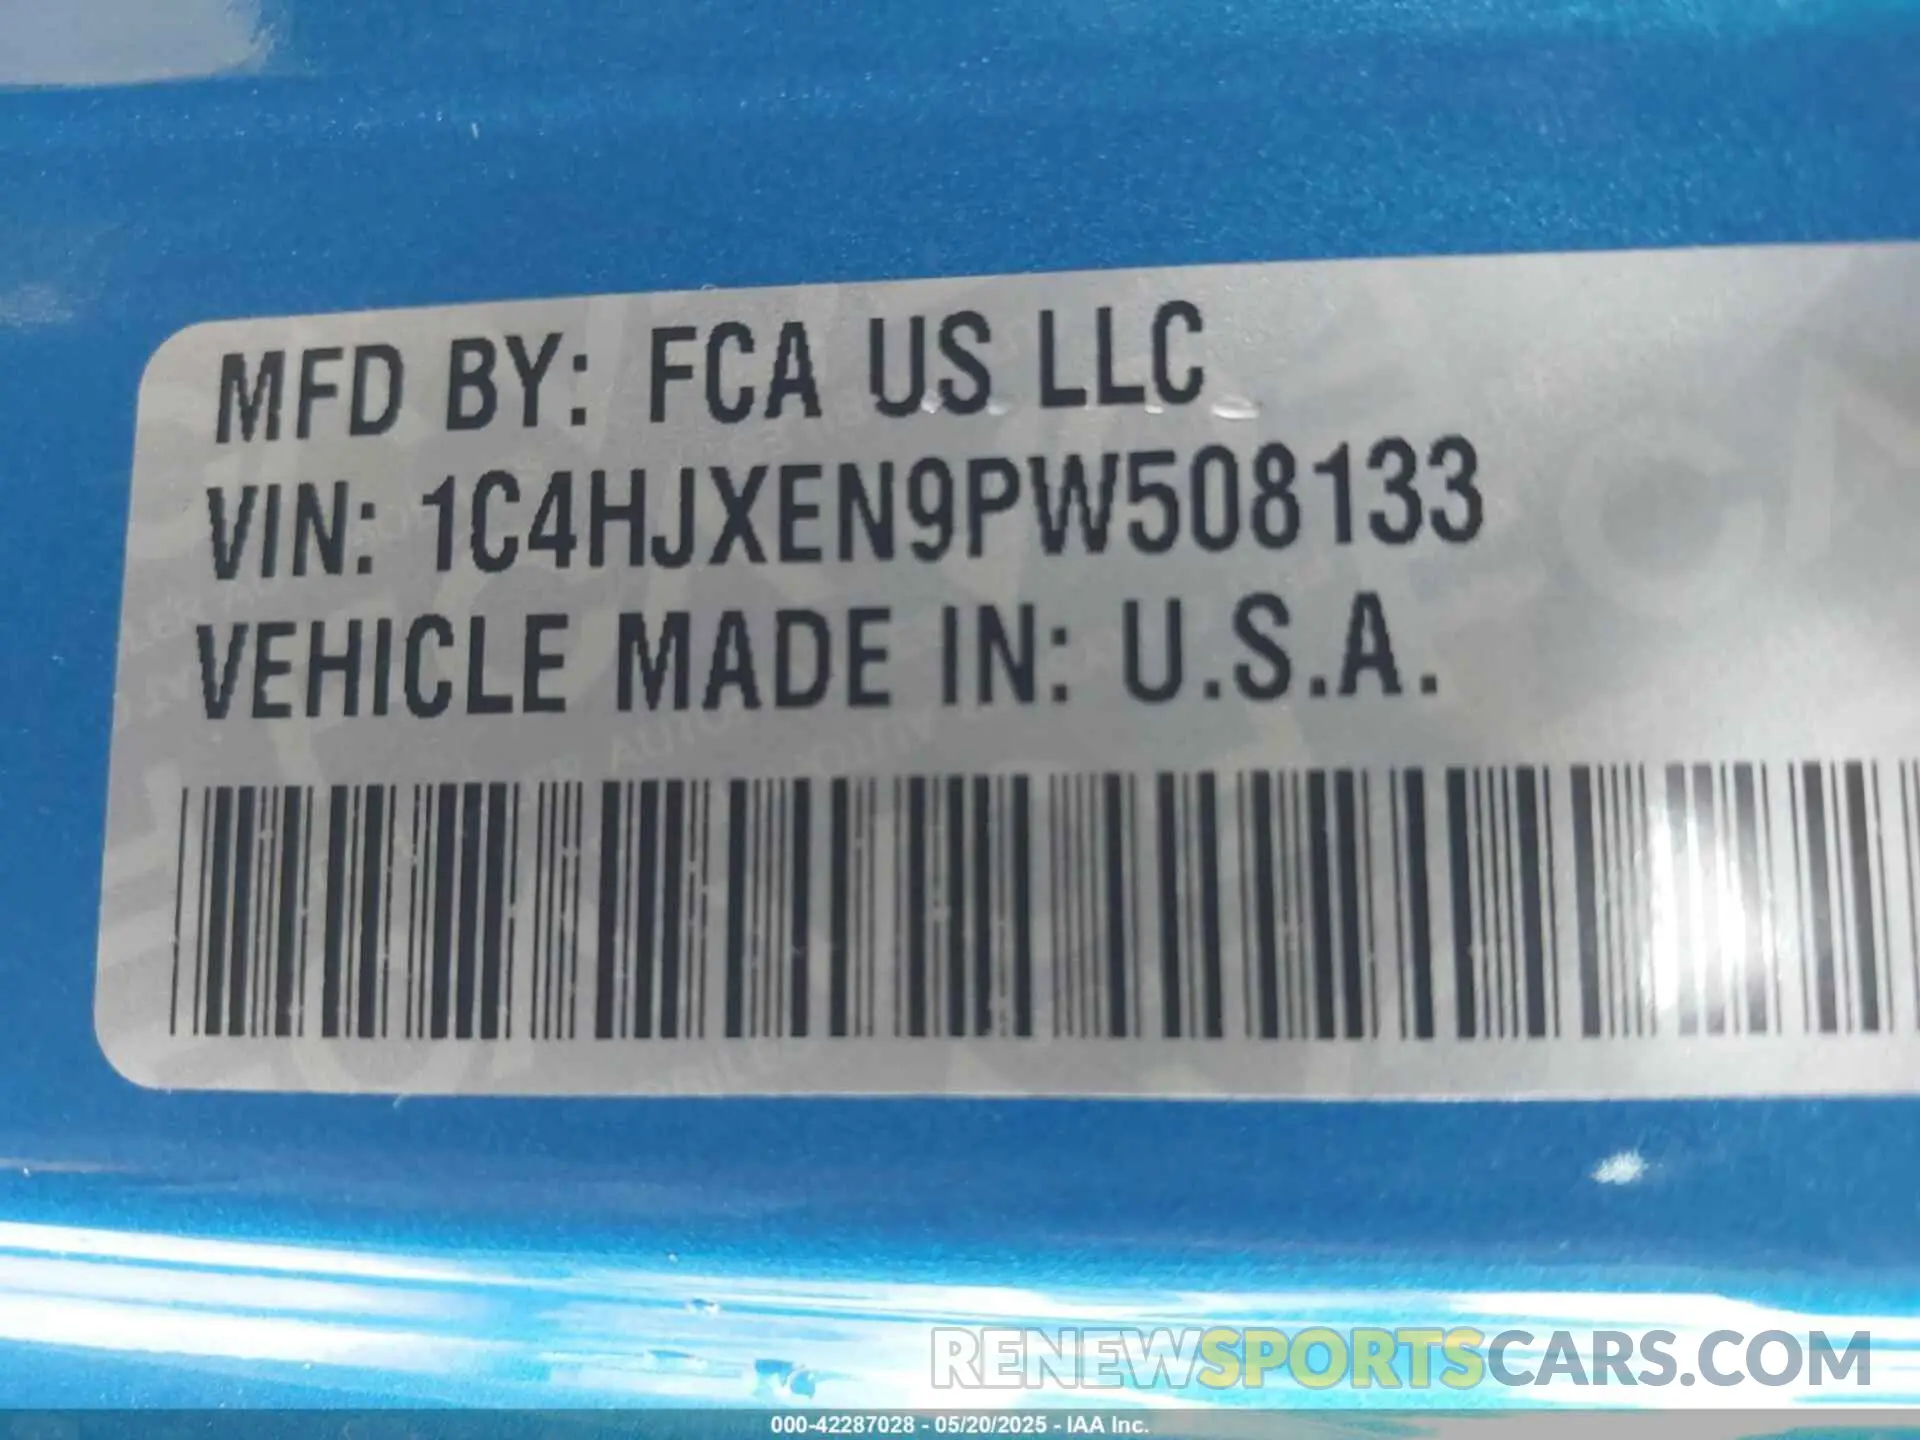 MFD BY: FCA US LLC
VIN: 1C4HJXEN9PW508133
VEHICLE MADE IN: U.S.A.
RENEWSPORTSCARS.COM
000-42287028 - 05/20/2025 - IAA Inc.